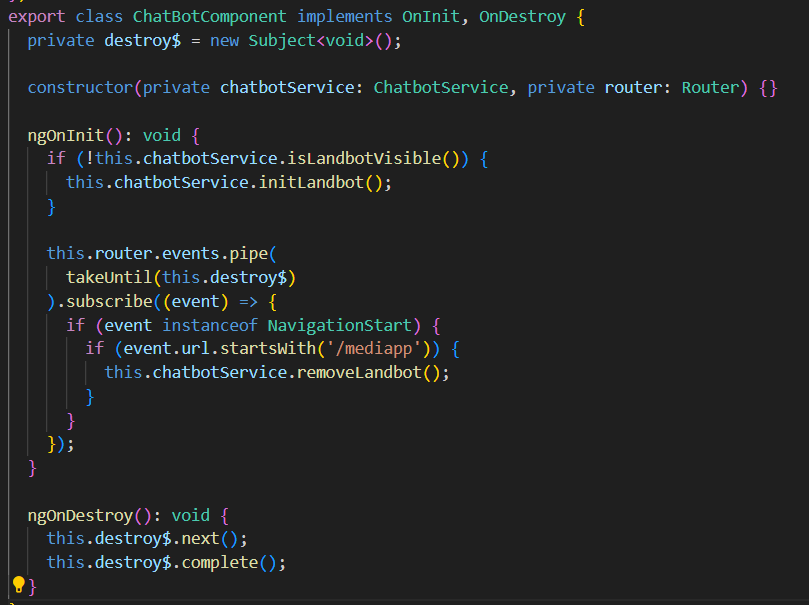 export class ChatBotComponent implements OnInit, OnDestroy {
  private destroy$ = new Subject<void>();

  constructor(private chatbotService: ChatbotService, private router: Router) {}

  ngOnInit(): void {
    if (!this.chatbotService.isLandbotVisible()) {
      this.chatbotService.initLandbot();
    }

    this.router.events.pipe(
      takeUntil(this.destroy$)
    ).subscribe((event) => {
      if (event instanceof NavigationStart) {
        if (event.url.startsWith('/mediapp')) {
          this.chatbotService.removeLandbot();
        }
      }
    });
  }

  ngOnDestroy(): void {
    this.destroy$.next();
    this.destroy$.complete();
  }